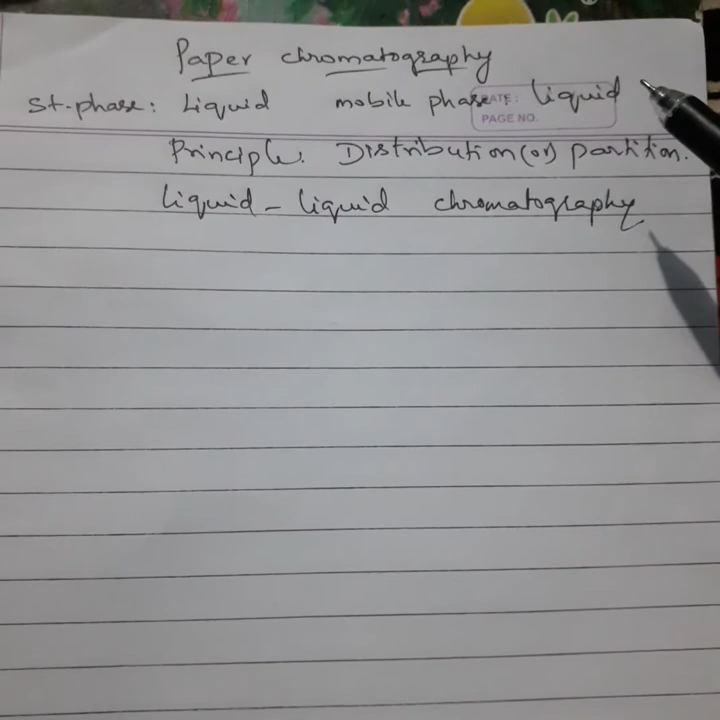 Paper chromatography
St-phase: Liquid mobile phase: liquid
DATE:
PAGE NO.
Principle: Distribution (or) partition.
Liquid - liquid chromatography